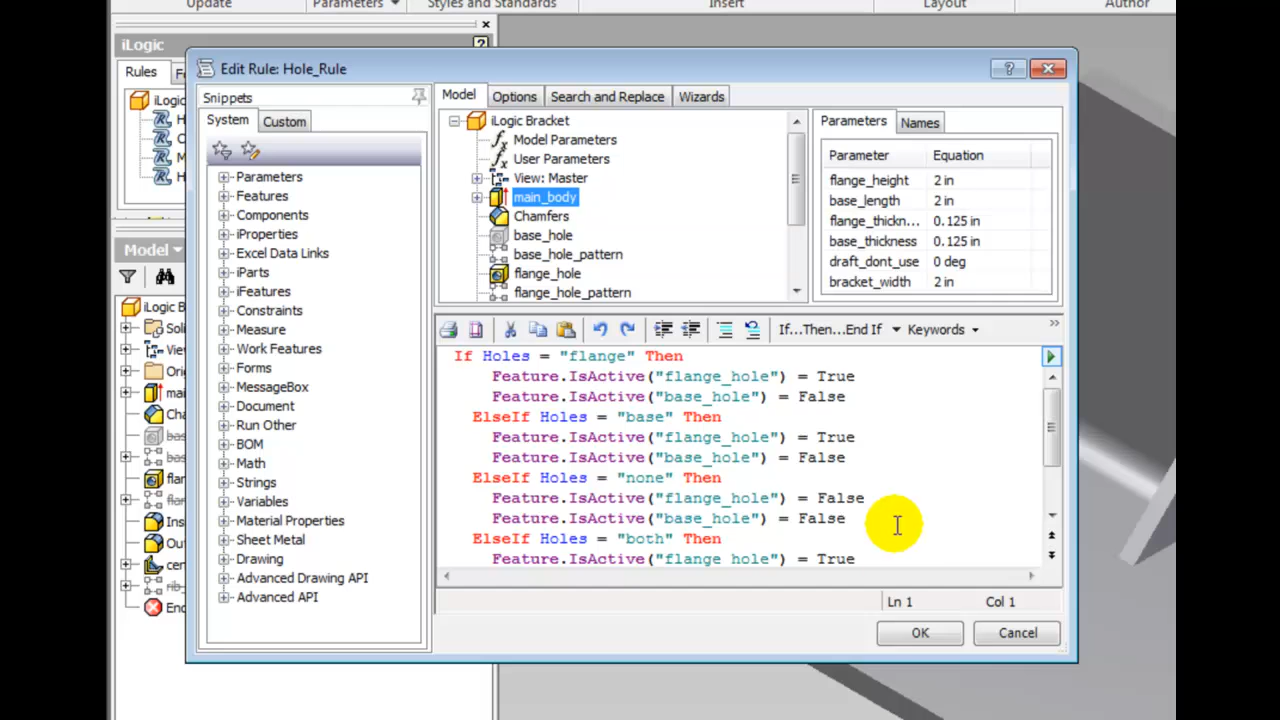 Update
Parameters
Styles and Standards
Insert
Layout
Author
iLogic
Rules
iLogic
Edit Rule: Hole_Rule
Snippets
System
Custom
Parameters
Features
Components
iProperties
Excel Data Links
iParts
iFeatures
Constraints
Measure
Work Features
Forms
MessageBox
Document
Run Other
BOM
Math
Strings
Variables
Material Properties
Sheet Metal
Drawing
Advanced Drawing API
Advanced API
Model
Options
Search and Replace
Wizards
iLogic Bracket
Model Parameters
User Parameters
View: Master
main_body
Chamfers
base_hole
base_hole_pattern
flange_hole
flange_hole_pattern
Parameters
Names
Parameter Equation
flange_height 2 in
base_length 2 in
flange_thickn... 0.125 in
base_thickness 0.125 in
draft_dont_use 0 deg
bracket_width 2 in
If...Then...End If
Keywords
If Holes = "flange" Then
Feature.IsActive("flange_hole") = True
Feature.IsActive("base_hole") = False
ElseIf Holes = "base" Then
Feature.IsActive("flange_hole") = True
Feature.IsActive("base_hole") = False
ElseIf Holes = "none" Then
Feature.IsActive("flange_hole") = False
Feature.IsActive("base_hole") = False
ElseIf Holes = "both" Then
Feature.IsActive("flange_hole") = True
Ln 1
Col 1
OK
Cancel
Model
iLogic B